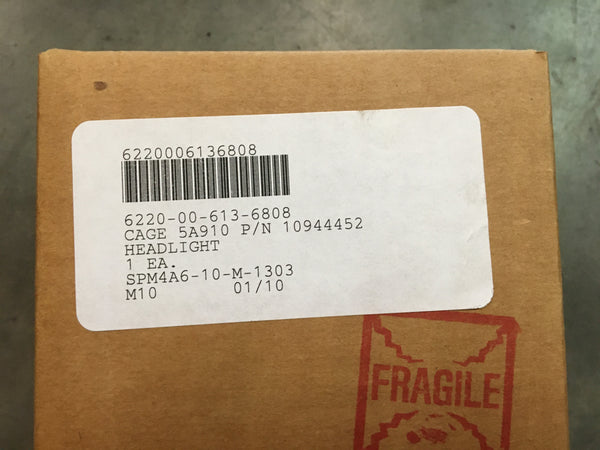 6220006136808
6220-00-613-6808
CAGE 5A910 P/N 10944452
HEADLIGHT
1 EA.
SPM4A6-10-M-1303
M10 01/10
FRAGILE